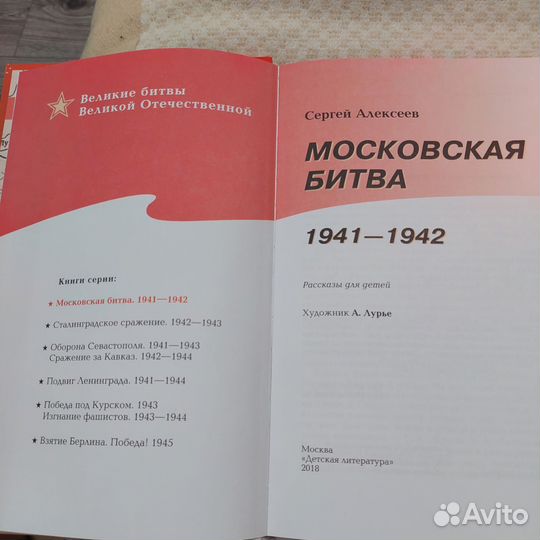 Великие битвы
Великой Отечественной
Книги серии:
★ Московская битва. 1941—1942
★ Сталинградское сражение. 1942—1943
★ Оборона Севастополя. 1941—1943
Сражение за Кавказ. 1942—1944
★ Подвиг Ленинграда. 1941—1944
★ Победа под Курском. 1943
Изгнание фашистов. 1943—1944
★ Взятие Берлина. Победа! 1945
Сергей Алексеев
МОСКОВСКАЯ
БИТВА
1941—1942
Рассказы для детей
Художник А. Лурье
Москва
«Детская литература»
2018
Avito